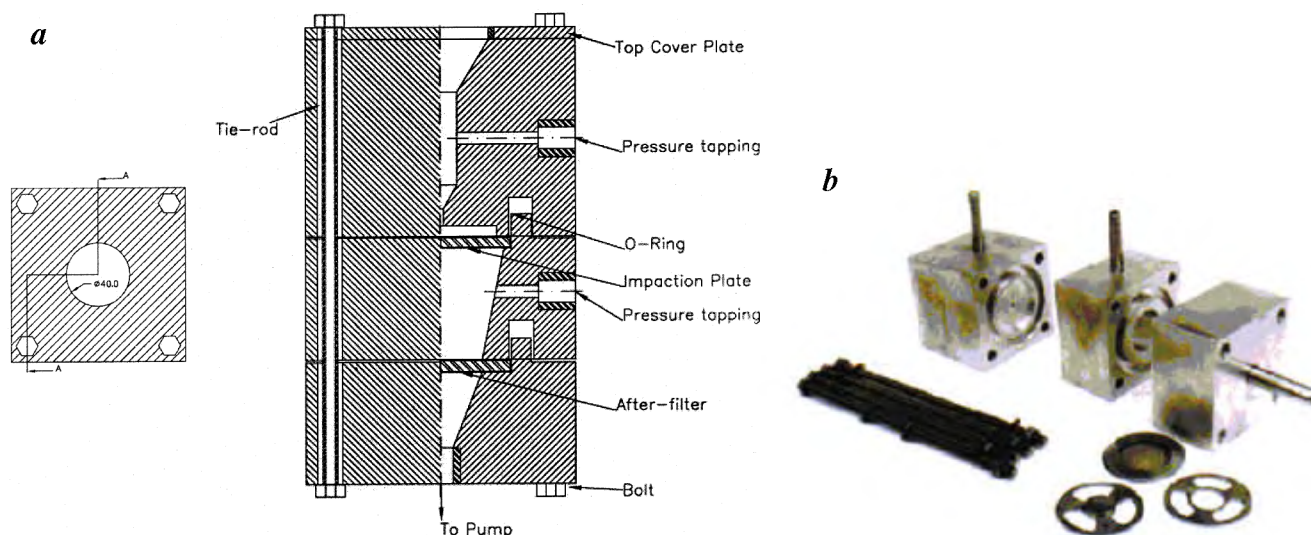 a
Top Cover Plate
Tie-rod
Pressure tapping
A
b
O-Ring
Impaction Plate
Ø40.0
Pressure tapping
A
After-filter
Bolt
To Pump